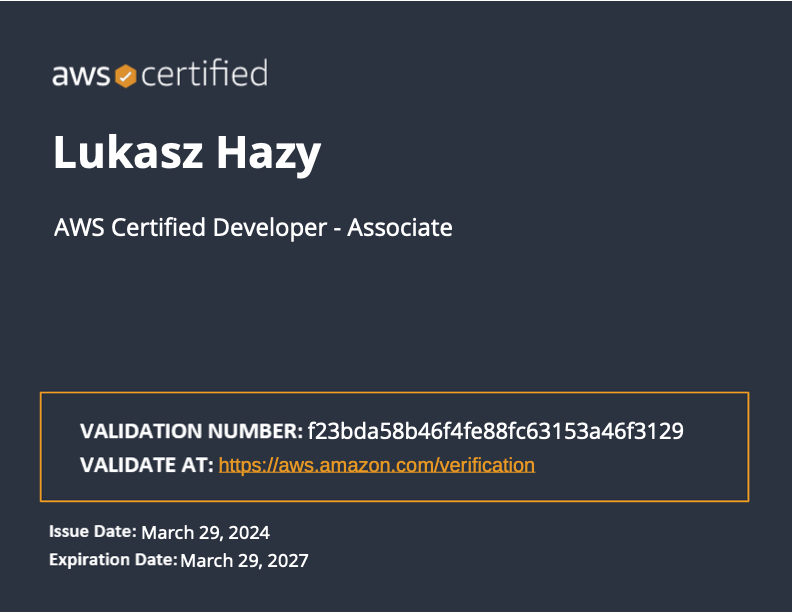 aws certified
Lukasz Hazy
AWS Certified Developer - Associate
VALIDATION NUMBER: f23bda58b46f4fe88fc63153a46f3129
VALIDATE AT: https://aws.amazon.com/verification
Issue Date: March 29, 2024
Expiration Date: March 29, 2027